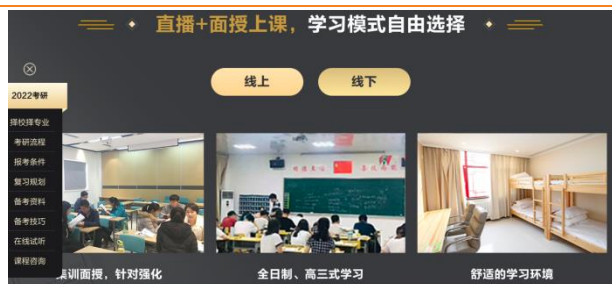 直播+面授上课，学习模式自由选择
线上
线下
2022考研
择校择专业
考研流程
报考条件
复习规划
备考资料
备考技巧
在线试听
课程咨询
集训面授，针对强化
全日制、高三式学习
舒适的学习环境